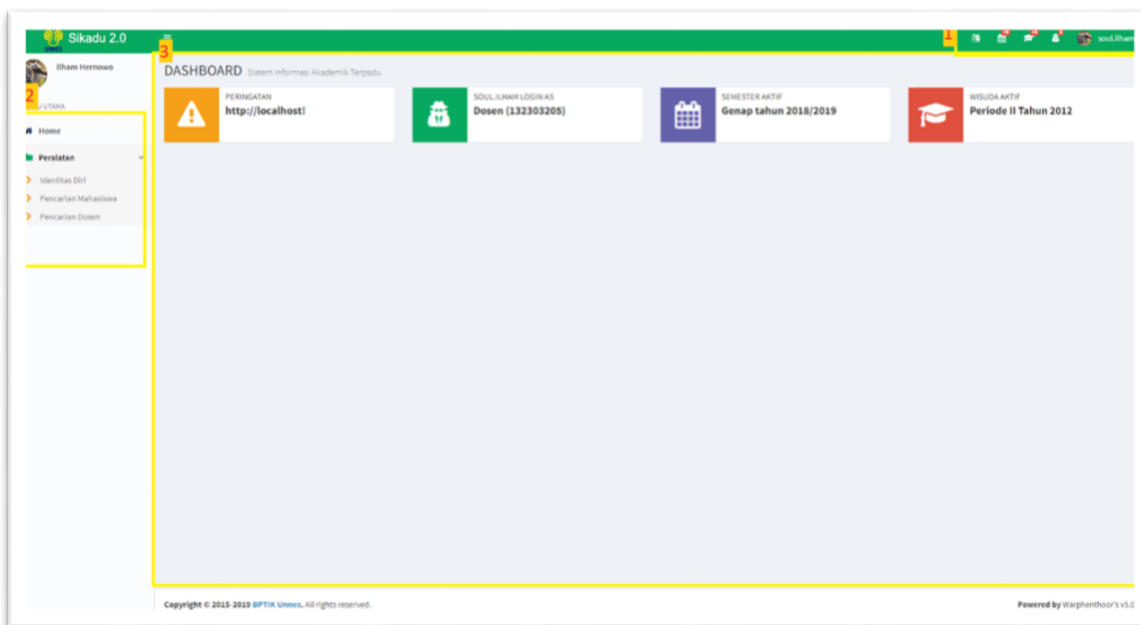 UNNES
Sikadu 2.0
1
soul.ilham
3
Ilham Hernowo
2
UTAMA
Home
Peralatan
Identitas Diri
Pencarian Mahasiswa
Pencarian Dosen
DASHBOARD Sistem Informasi Akademik Terpadu
PERINGATAN
http://localhost!
SOUL.ILHAM LOGIN AS
Dosen (132303205)
SEMESTER AKTIF
Genap tahun 2018/2019
WISUDA AKTIF
Periode II Tahun 2012
Copyright © 2015-2019 BPTIK Unnes. All rights reserved.
Powered by Warphenthoor's v5.0